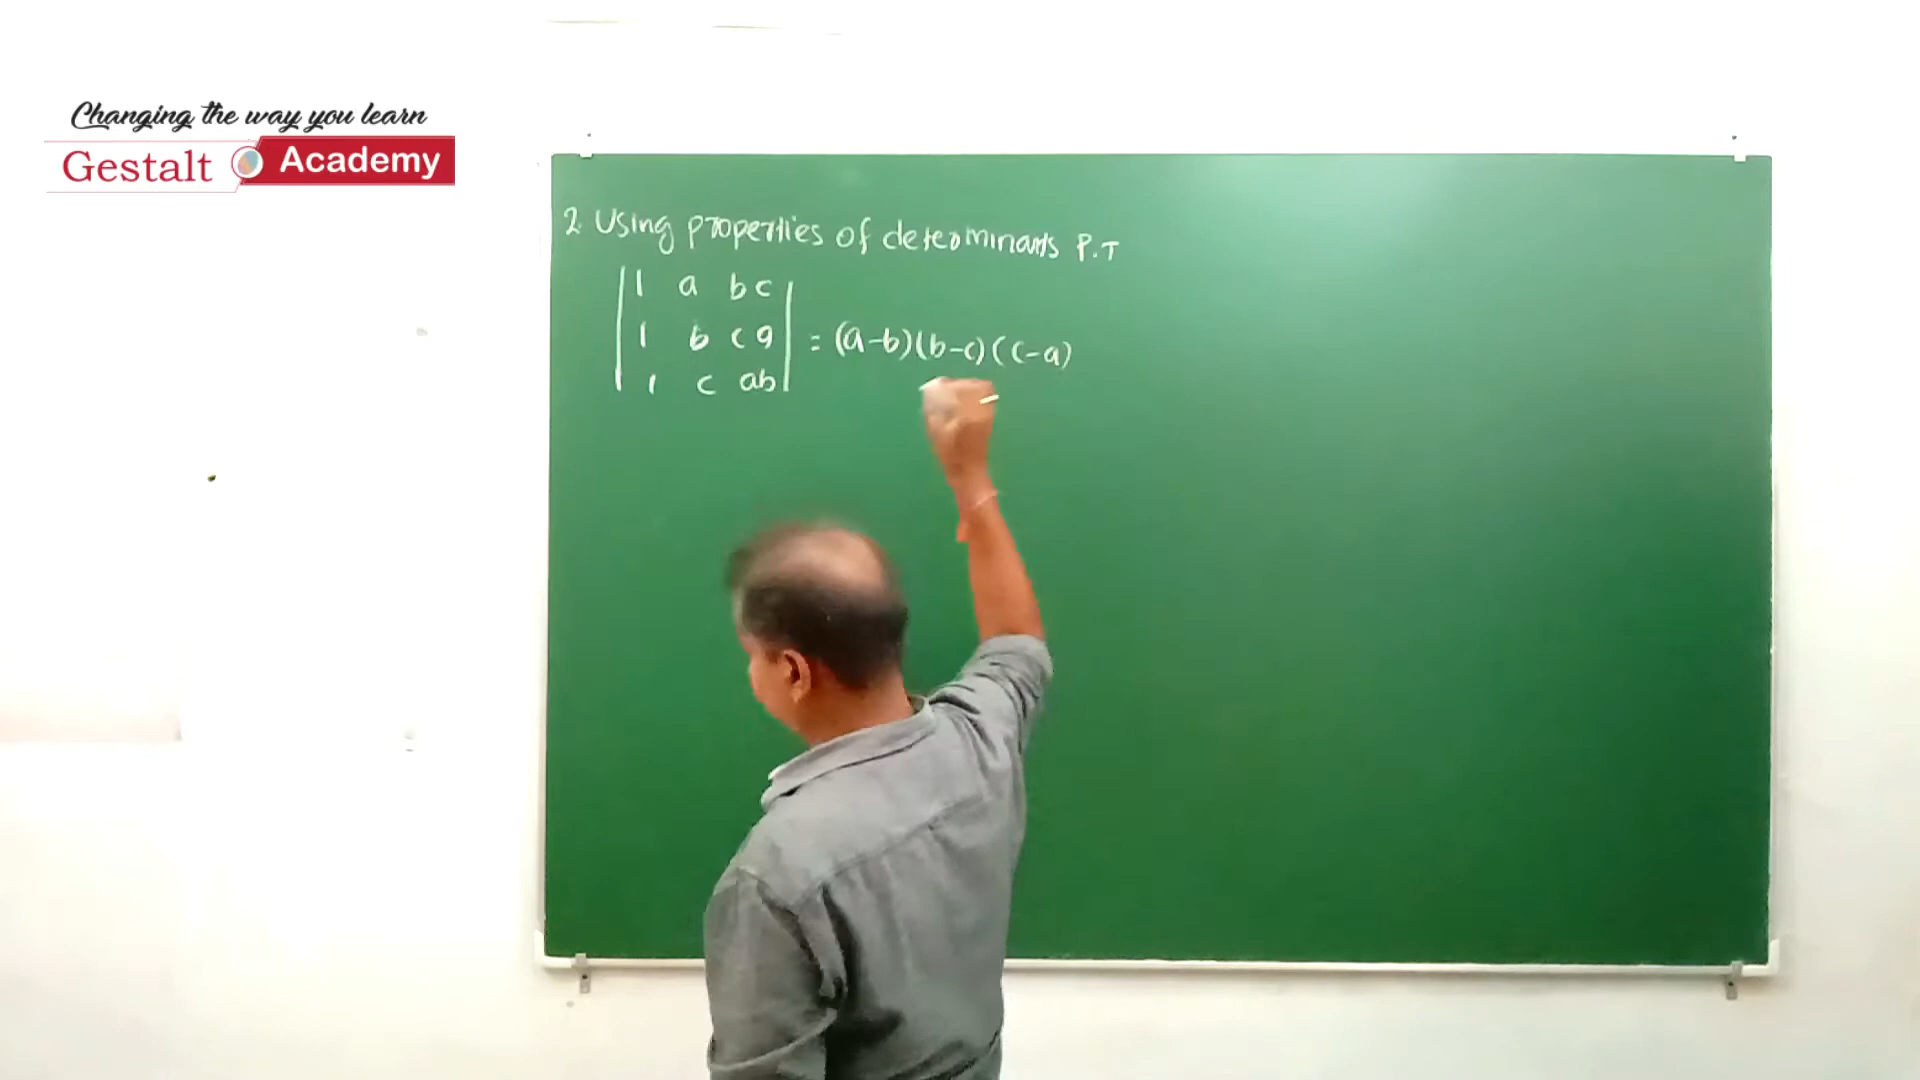 Changing the way you learn
Gestalt Academy
2. Using properties of determinants P.T
| 1 a bc |
| 1 b ca | = (a-b)(b-c)(c-a)
| 1 c ab |